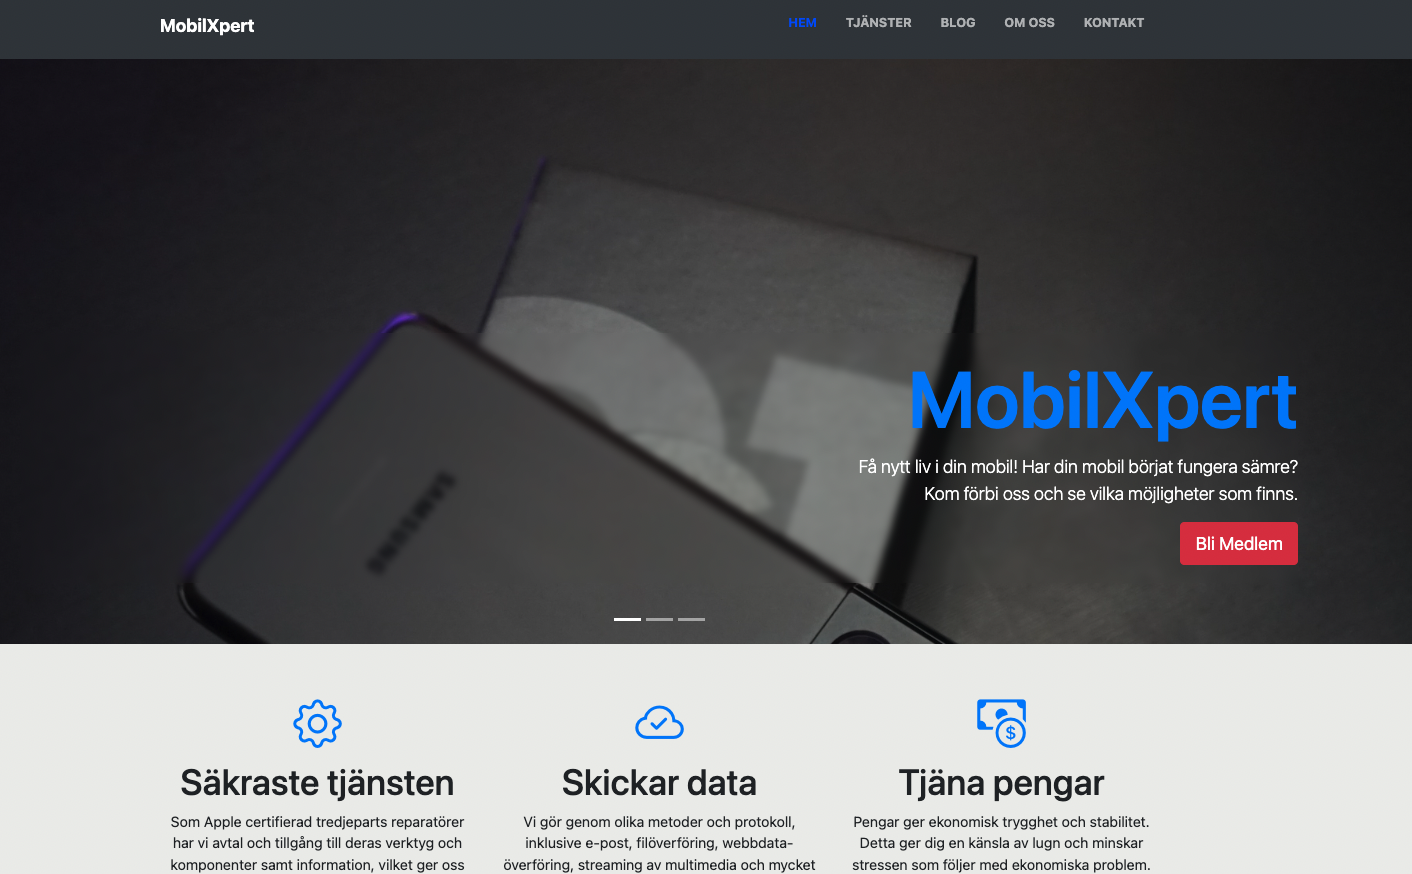 MobilXpert
HEM TJÄNSTER BLOG OM OSS KONTAKT
SAMSUNG
MobilXpert
Få nytt liv i din mobil! Har din mobil börjat fungera sämre?
Kom förbi oss och se vilka möjligheter som finns.
Bli Medlem
Säkraste tjänsten
Som Apple certifierad tredjeparts reparatörer
har vi avtal och tillgång till deras verktyg och
komponenter samt information, vilket ger oss
Skickar data
Vi gör genom olika metoder och protokoll,
inklusive e-post, filöverföring, webbdata-
överföring, streaming av multimedia och mycket
Tjäna pengar
Pengar ger ekonomisk trygghet och stabilitet.
Detta ger dig en känsla av lugn och minskar
stressen som följer med ekonomiska problem.